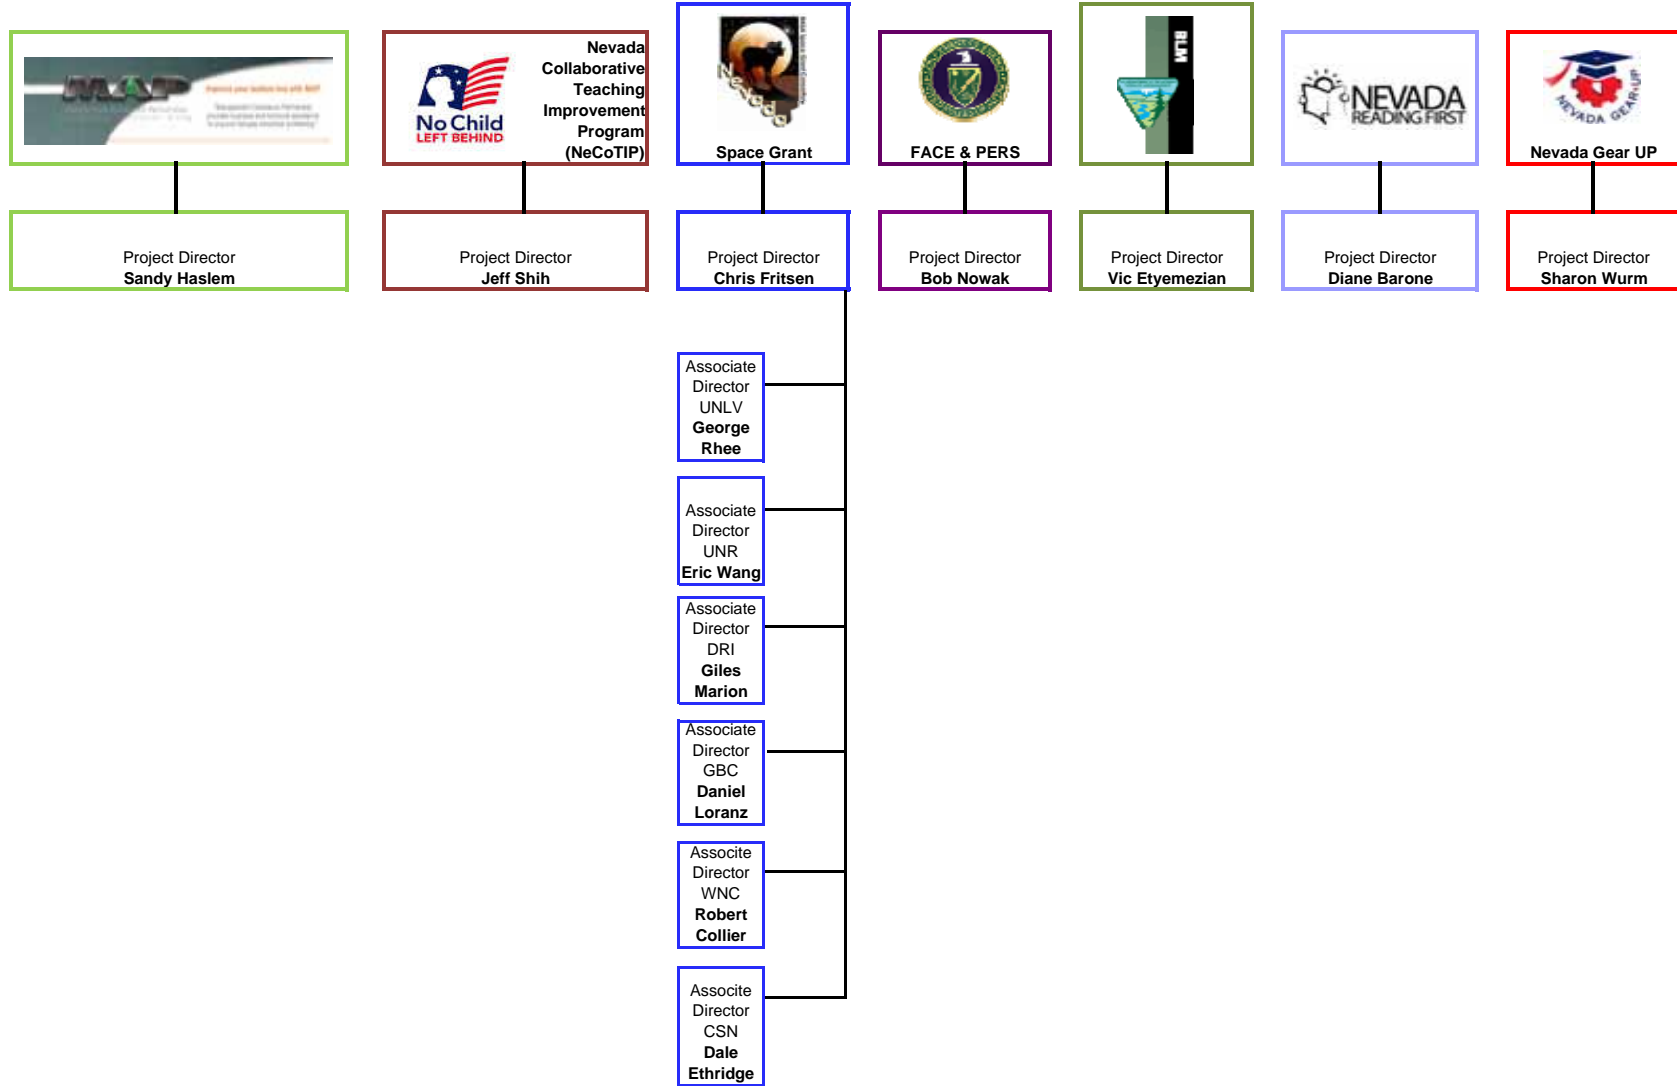 MAP
No Child
LEFT BEHIND
Nevada
Collaborative
Teaching
Improvement
Program
(NeCoTIP)
Nevada
Space Grant
FACE & PERS
BLM
NEVADA
READING FIRST
NEVADA GEAR-UP
Nevada Gear UP
Project Director
Sandy Haslem
Project Director
Jeff Shih
Project Director
Chris Fritsen
Project Director
Bob Nowak
Project Director
Vic Etyemezian
Project Director
Diane Barone
Project Director
Sharon Wurm
Associate
Director
UNLV
George
Rhee
Associate
Director
UNR
Eric Wang
Associate
Director
DRI
Giles
Marion
Associate
Director
GBC
Daniel
Loranz
Associte
Director
WNC
Robert
Collier
Associte
Director
CSN
Dale
Ethridge